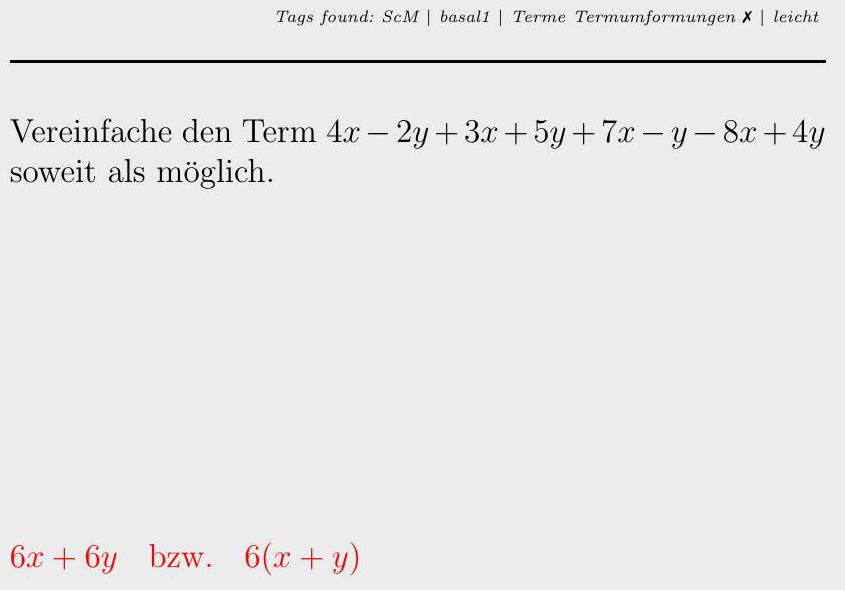 Tags found: ScM | basal1 | Terme Termumformungen ✗ | leicht
Vereinfache den Term 4x − 2y + 3x + 5y + 7x − y − 8x + 4y
soweit als möglich.
6x + 6y bzw. 6(x + y)